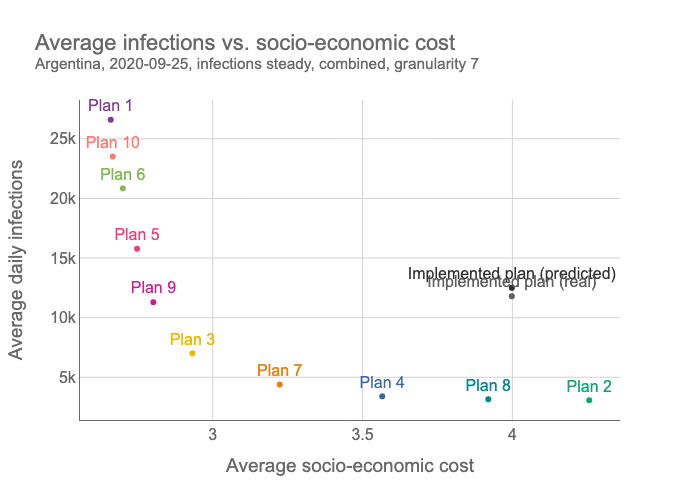 Average infections vs. socio-economic cost
Argentina, 2020-09-25, infections steady, combined, granularity 7
Average daily infections
25k
20k
15k
10k
5k
Plan 1
Plan 10
Plan 6
Plan 5
Plan 9
Plan 3
Plan 7
Plan 4
Plan 8
Plan 2
Implemented plan (predicted)
Implemented plan (real)
3
3.5
4
Average socio-economic cost